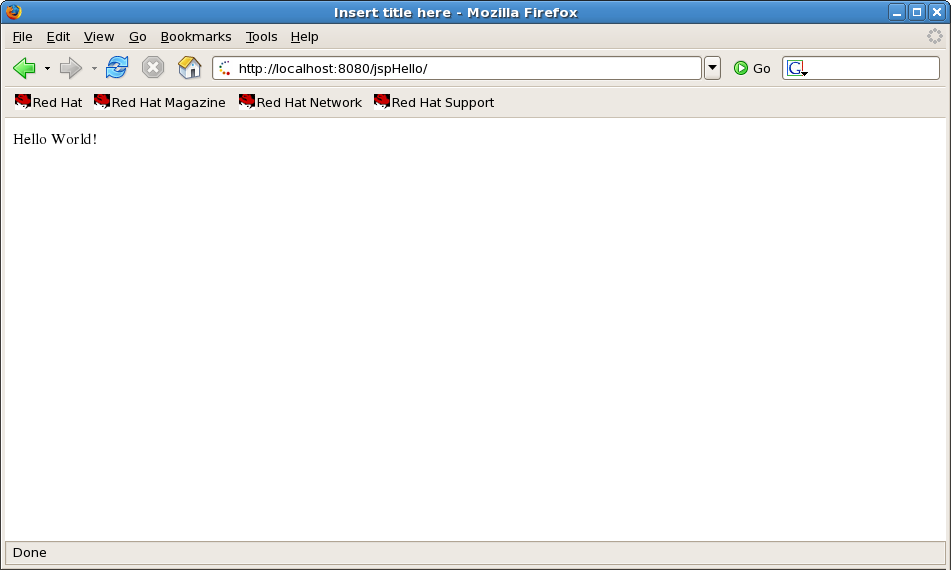 Insert title here - Mozilla Firefox
File Edit View Go Bookmarks Tools Help
http://localhost:8080/jspHello/ Go G
Red Hat Red Hat Magazine Red Hat Network Red Hat Support
Hello World!
Done